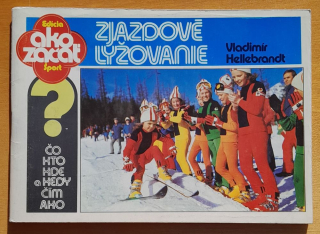 Edícia
ako
začať
Šport
?
ČO
KTO
KDE
a KEDY
ČÍM
AKO
ZJAZDOVÉ
LYŽOVANIE
Vladimír
Hellebrandt